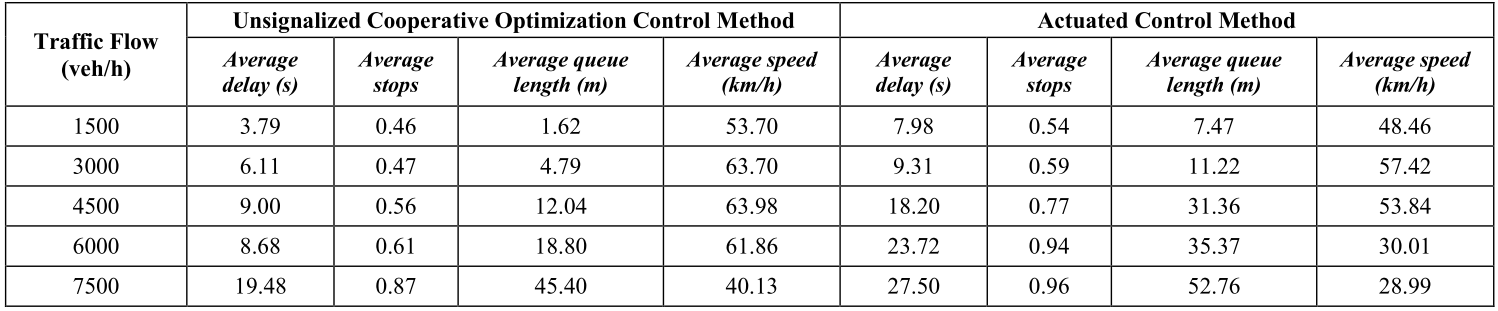 Unsignalized Cooperative Optimization Control Method Actuated Control Method
Traffic Flow
(veh/h)
Average Average Average queue Average speed Average Average Average queue Average speed
delay (s) stops length (m) (km/h) delay (s) stops length (m) (km/h)
1500 3.79 0.46 1.62 53.70 7.98 0.54 7.47 48.46
3000 6.11 0.47 4.79 63.70 9.31 0.59 11.22 57.42
4500 9.00 0.56 12.04 63.98 18.20 0.77 31.36 53.84
6000 8.68 0.61 18.80 61.86 23.72 0.94 35.37 30.01
7500 19.48 0.87 45.40 40.13 27.50 0.96 52.76 28.99